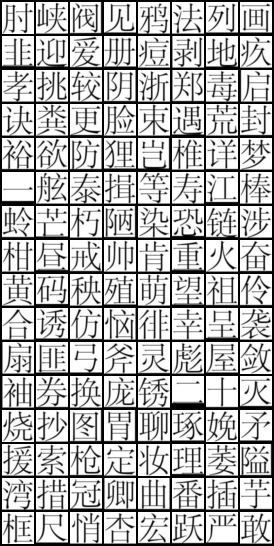 肘峡阀见鸦法列画
韭迎爱册痘剥地疚
孝挑较阴浙郑毒启
诀粪更脸束遇荒封
裕欲防狸岂椎详梦
一舷泰揖等寿江棒
蛉芒朽陋染恐链涉
柑昼戒帅肯重火奋
黄码秧殖萌望祖伶
合诱仿恼徘幸呈袭
扇匪弓斧灵彪屋敛
袖券换庞锈二十灭
烧抄图胃聊琢娩矛
援索枪定妆理萎隘
湾措冠卿曲番插芋
框尺悄杏宏跃严敢